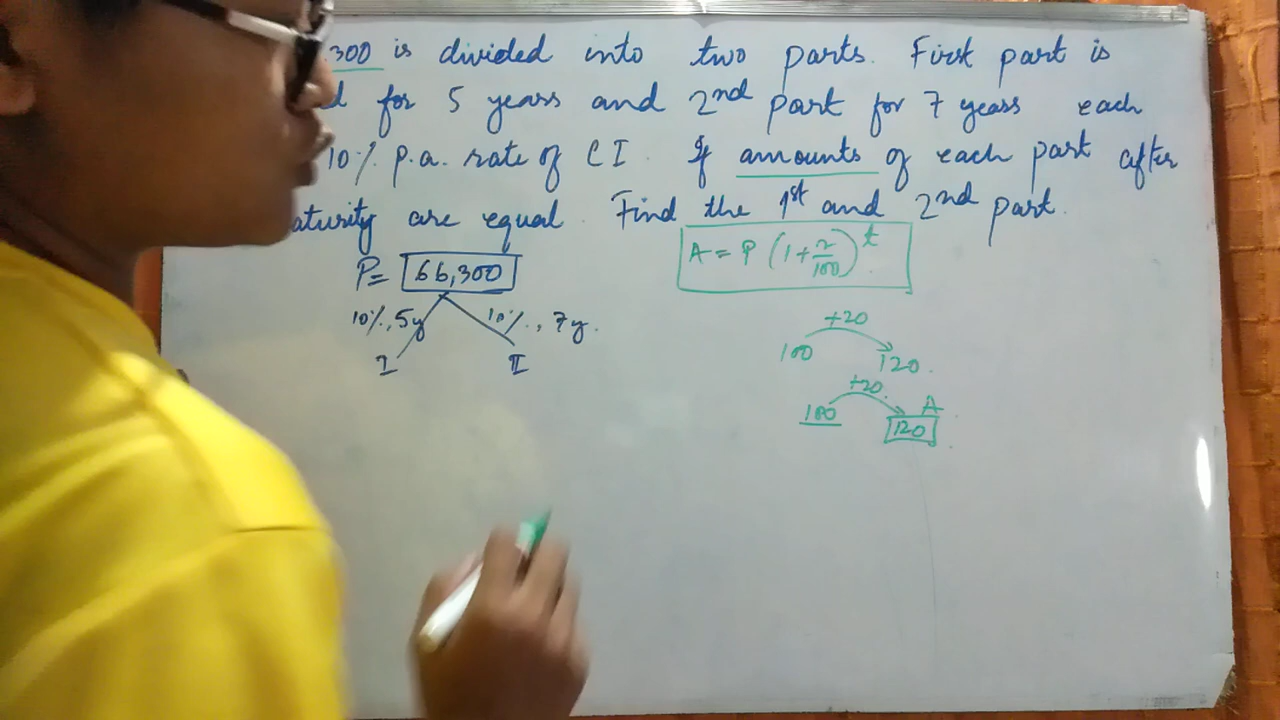 300 is divided into two parts. First part is
for 5 years and 2nd part for 7 years each
10% p.a. rate of CI. If amounts of each part after
aturity are equal. Find the 1st and 2nd part.
P= 66,300
A = P (1+r/100)^t
10%, 5y 10%, 7y.
I II
+20
100 120.
+20
100 120 A